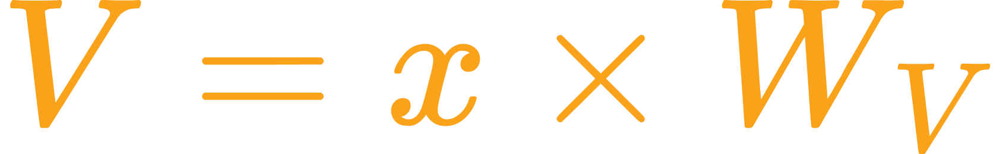 V = x × W_V